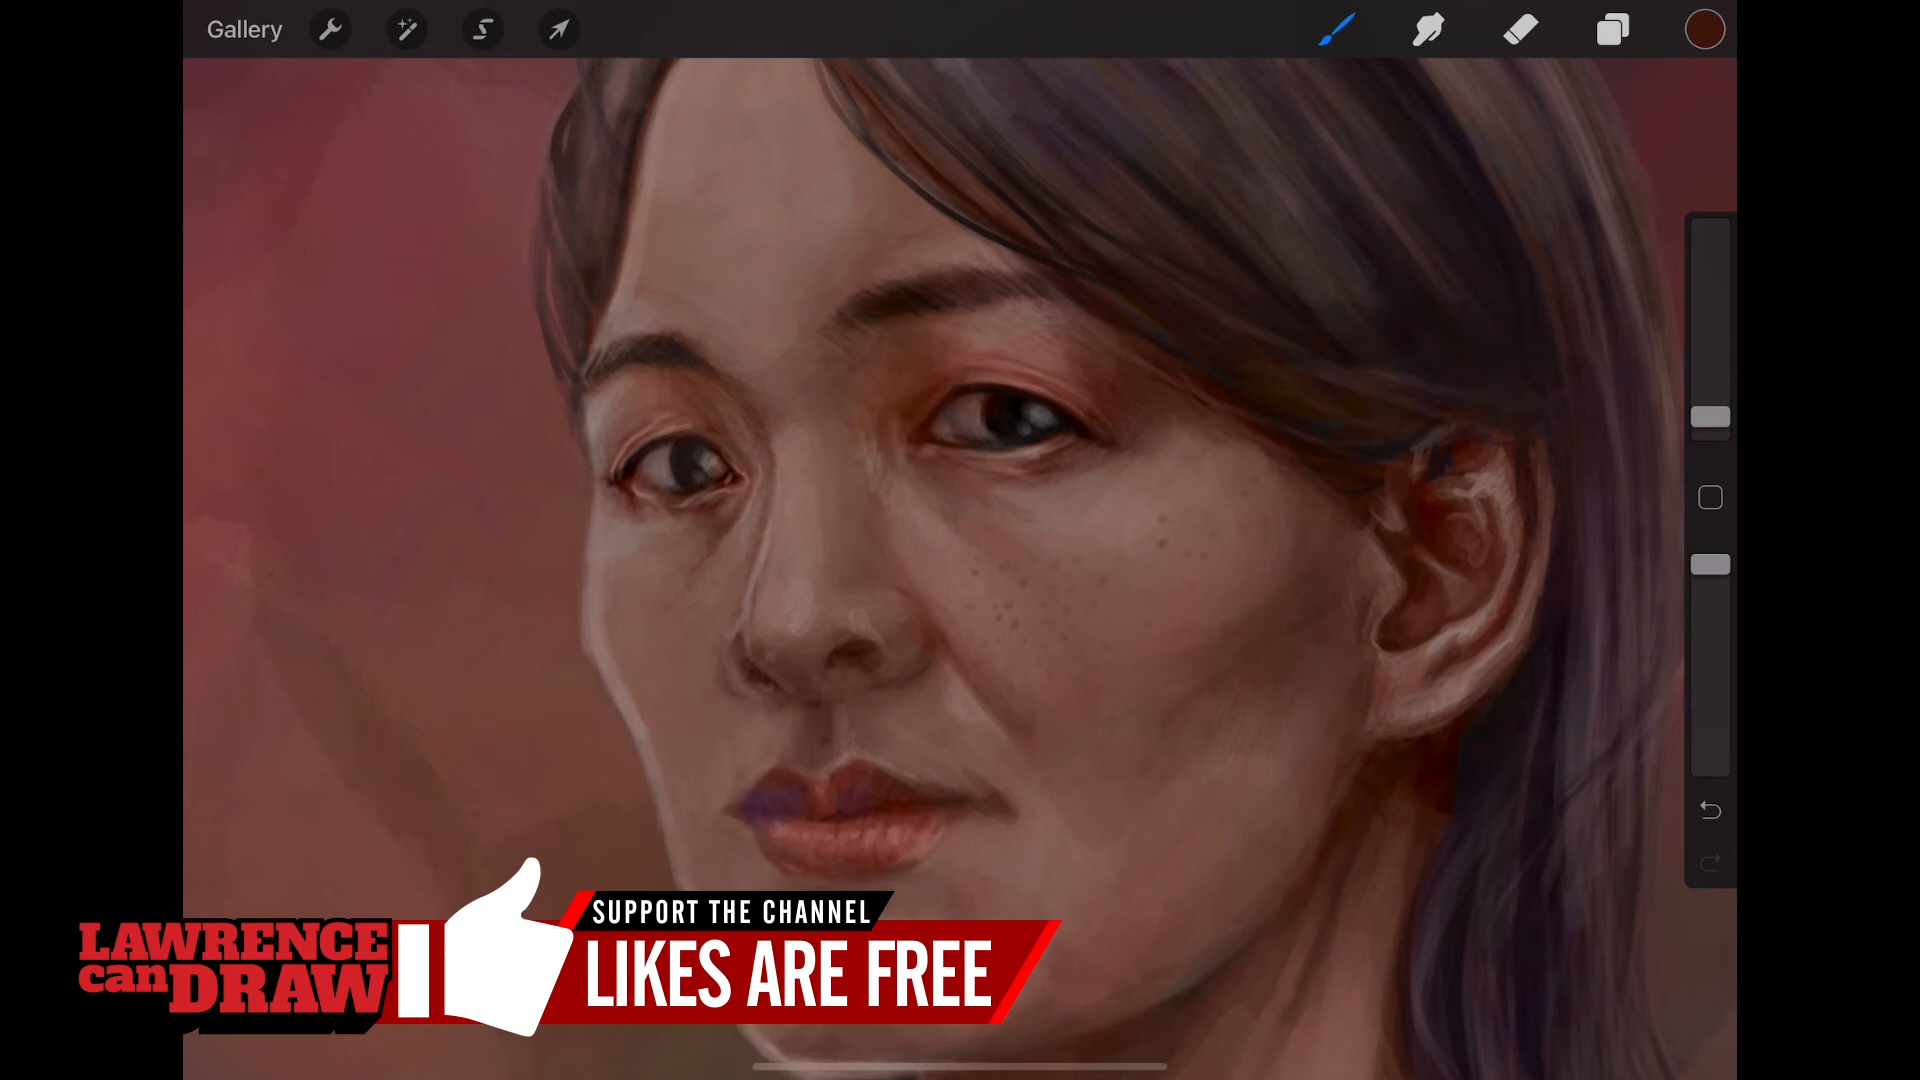 Gallery
SUPPORT THE CHANNEL
LIKES ARE FREE
LAWRENCE
can DRAW